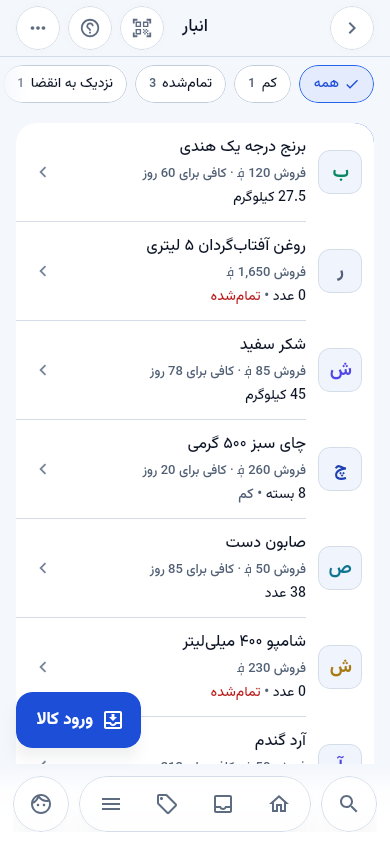 انبار
همه
کم 1
تمام‌شده 3
نزدیک به انقضا 1
ب
برنج درجه یک هندی
فروش 120 ؋ · کافی برای 60 روز
27.5 کیلوگرم
ر
روغن آفتاب‌گردان ۵ لیتری
فروش 1,650 ؋
0 عدد • تمام‌شده
ش
شکر سفید
فروش 85 ؋ · کافی برای 78 روز
45 کیلوگرم
چ
چای سبز ۵۰۰ گرمی
فروش 260 ؋ · کافی برای 20 روز
8 بسته • کم
ص
صابون دست
فروش 50 ؋ · کافی برای 85 روز
38 عدد
ش
شامپو ۴۰۰ میلی‌لیتر
فروش 230 ؋
0 عدد • تمام‌شده
آ
آرد گندم
ورود کالا